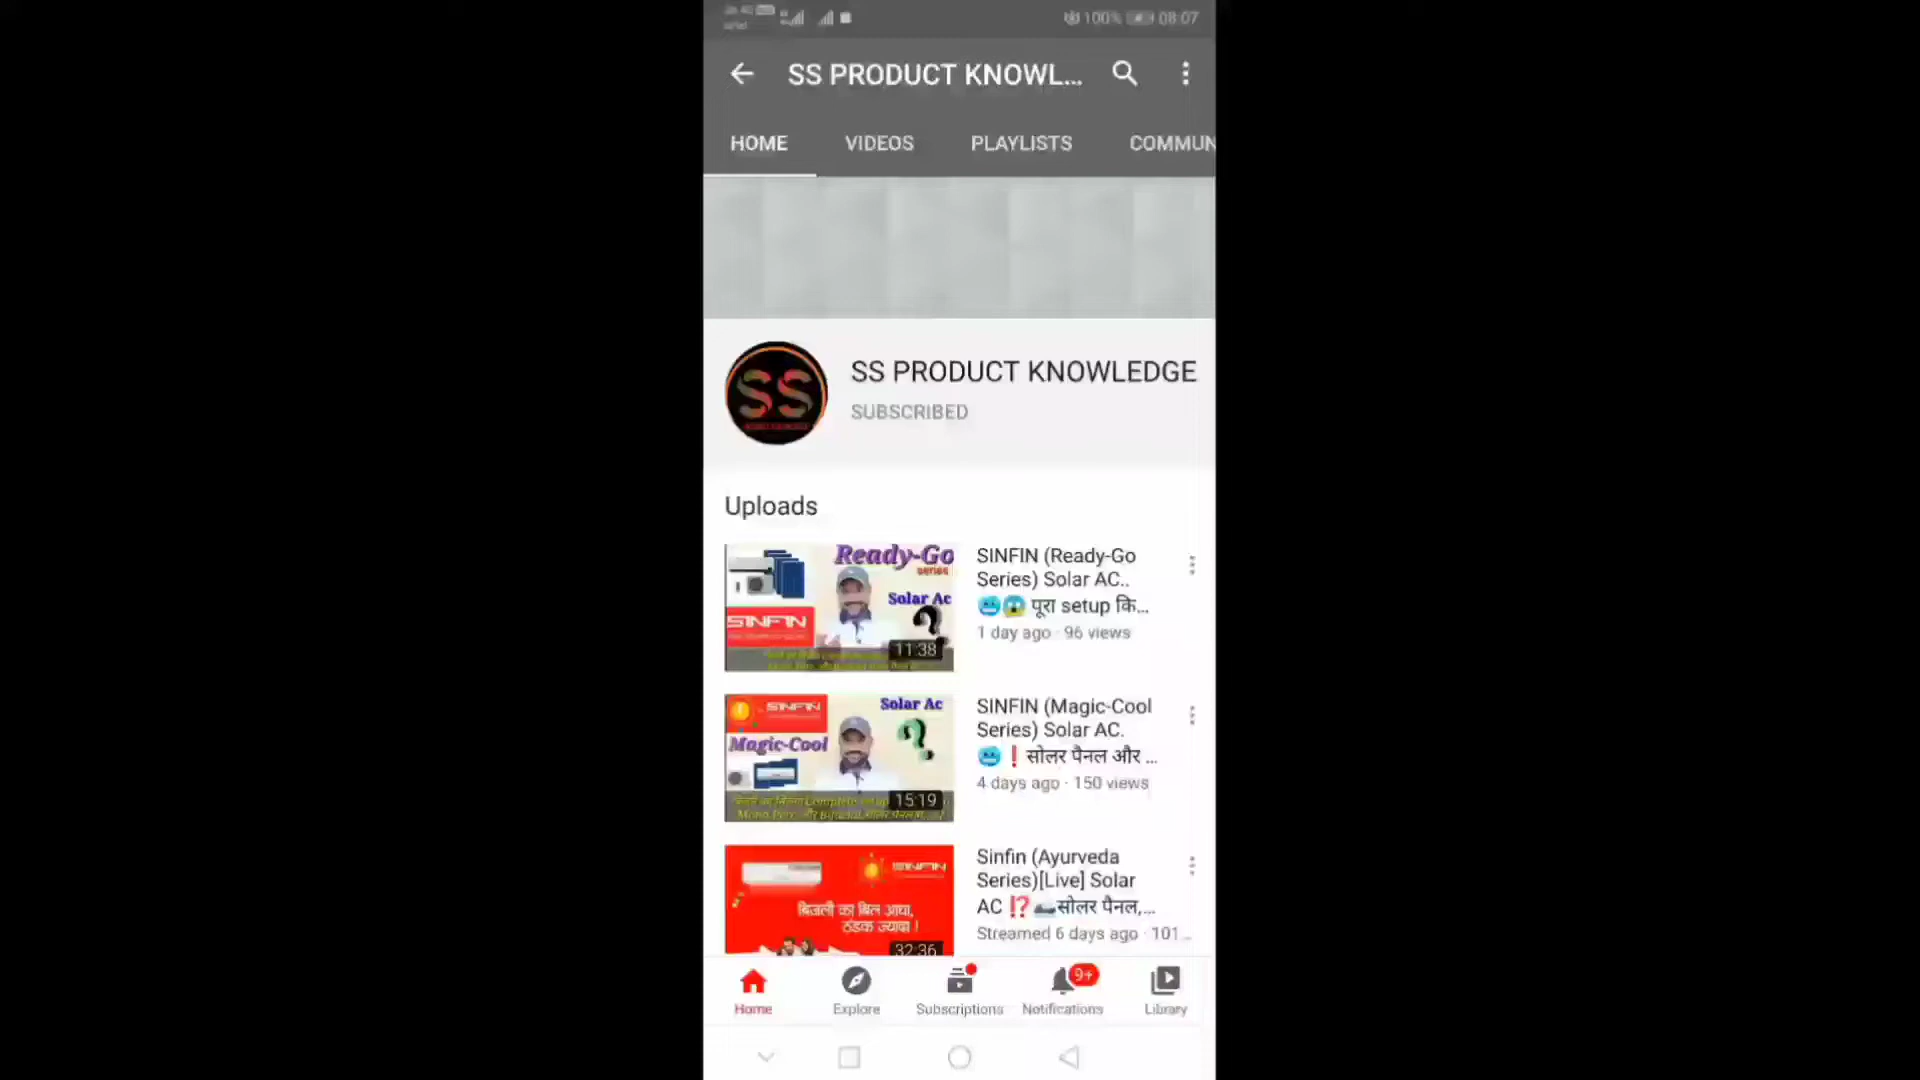 100% 08:07
SS PRODUCT KNOWL...
HOME VIDEOS PLAYLISTS COMMUN
SS
SS PRODUCT KNOWLEDGE
SUBSCRIBED
Uploads
Ready-Go
series
Solar Ac
SINFIN
11:38
SINFIN (Ready-Go
Series) Solar AC..
🥶😱 पूरा setup कि...
1 day ago · 96 views
SINFIN
Solar Ac
Magic-Cool
Complete setup
15:19
SINFIN (Magic-Cool
Series) Solar AC.
🥶❗सोलर पैनल और ...
4 days ago · 150 views
SINFIN
बिजली का बिल आधा,
ठंडक ज्यादा !
32:36
Sinfin (Ayurveda
Series)[Live] Solar
AC ⁉️सोलर पैनल,...
Streamed 6 days ago · 101...
9+
Home Explore Subscriptions Notifications Library